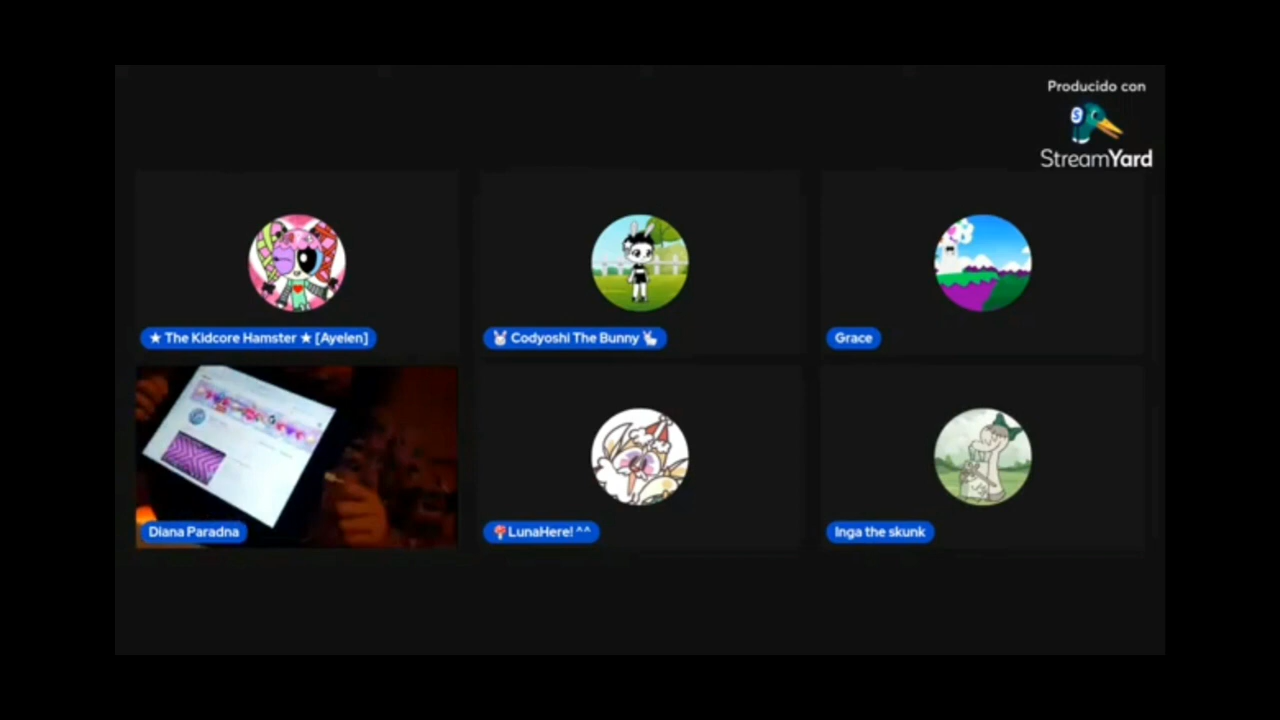 Producido con
StreamYard
★ The Kidcore Hamster ★ [Ayelen]
🐰 Codyoshi The Bunny 🐇
Grace
Diana Paradna
🍄LunaHere! ^^
Inga the skunk